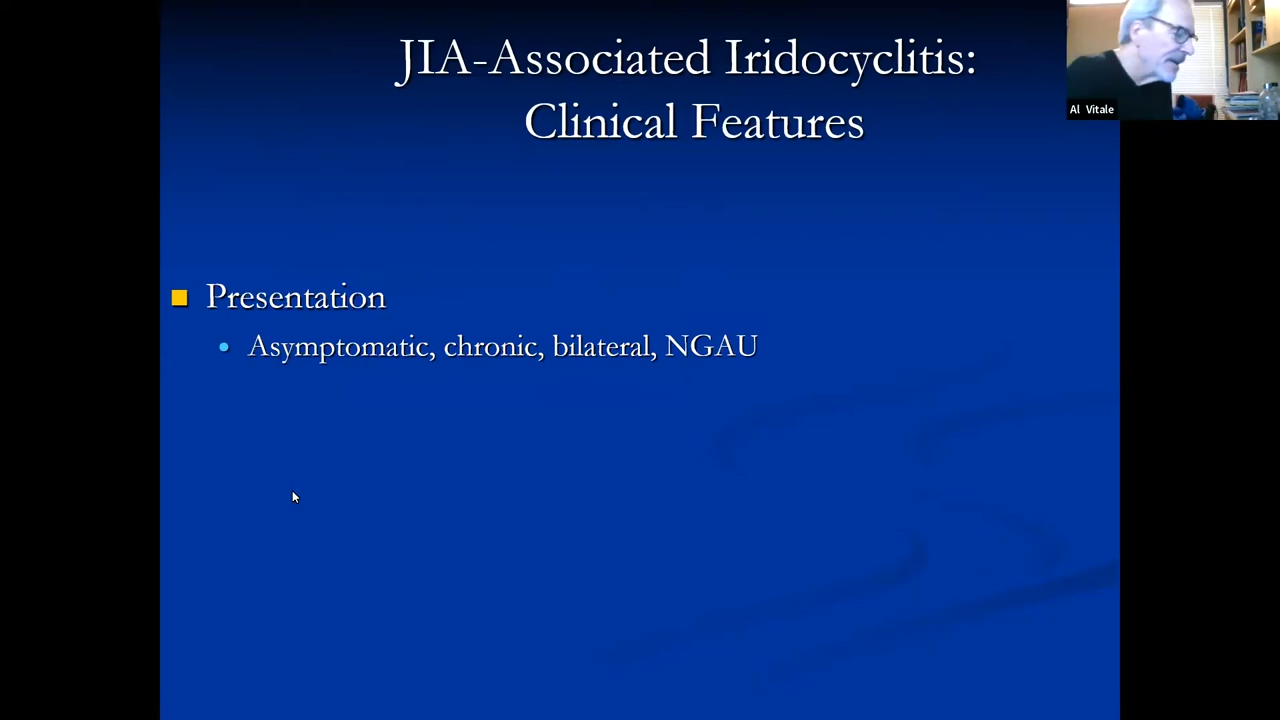 JIA-Associated Iridocyclitis:
Clinical Features
Al Vitale
Presentation
Asymptomatic, chronic, bilateral, NGAU